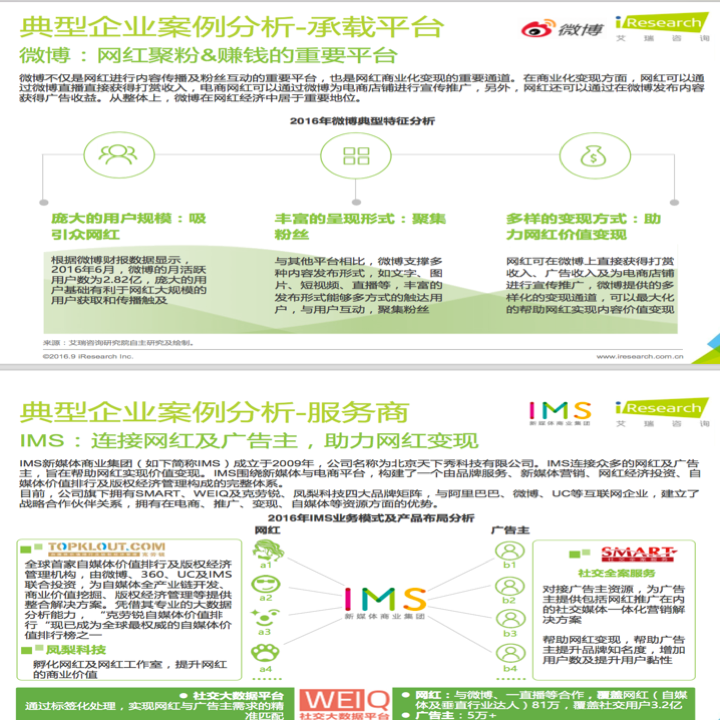 典型企业案例分析-承载平台
微博
iResearch
艾 瑞 咨 询
微博：网红聚粉&赚钱的重要平台
微博不仅是网红进行内容传播及粉丝互动的重要平台，也是网红商业化变现的重要通道。在商业化变现方面，网红可以通
过微博直播直接获得打赏收入，电商网红可以通过微博为电商店铺进行宣传推广，另外，网红还可以通过在微博发布内容
获得广告收益。从整体上，微博在网红经济中居于重要地位。
2016年微博典型特征分析
庞大的用户规模：吸
引众网红
根据微博财报数据显示，
2016年6月，微博的月活跃
用户数为2.82亿，庞大的用
户基础有利于网红大规模的
用户获取和传播触及
丰富的呈现形式：聚集
粉丝
与其他平台相比，微博支撑多
种内容发布形式，如文字、图
片、短视频、直播等，丰富的
发布形式能够多方式的触达用
户，与用户互动，聚集粉丝
多样的变现方式：助
力网红价值变现
网红可在微博上直接获得打赏
收入、广告收入及为电商店铺
进行宣传推广，微博提供的多
样化的变现通道，可以最大化
的帮助网红实现内容价值变现
来源：艾瑞咨询研究院自主研究及绘制。
©2016.9 iResearch Inc.
www.iresearch.com.cn
典型企业案例分析-服务商
IMS
新媒体商业集团
iResearch
艾 瑞 咨 询
IMS：连接网红及广告主，助力网红变现
IMS新媒体商业集团（如下简称IMS）成立于2009年，公司名称为北京天下秀科技有限公司。IMS连接众多的网红及广告
主，旨在帮助网红实现价值变现。IMS围绕新媒体与电商平台，构建了一个由品牌服务、新媒体营销、网红经济投资、自
媒体价值排行及版权经济管理构成的完整体系。
目前，公司旗下拥有SMART、WEIQ及克劳锐、凤梨科技四大品牌矩阵，与阿里巴巴、微博、UC等互联网企业，建立了
战略合作伙伴关系，拥有在电商、推广、变现、自媒体等资源方面的优势。
2016年IMS业务模式及产品布局分析
网红
广告主
TOPKLOUT.COM
全球首家自媒体价值排行及版权经济
管理机构，由微博、360、UC及IMS
联合投资，为自媒体全产业链开发、
商业价值挖掘、版权经济管理等提供
整合解决方案。凭借其专业的大数据
分析能力，“克劳锐自媒体价值排
行“现已成为全球最权威的自媒体价
值排行榜之一
凤梨科技
孵化网红及网红工作室，提升网红
的商业价值
a1
a2
a3
a4
IMS
新媒体商业集团
b1
b2
b3
b4
SMART
社交全案服务
对接广告主资源，为广告
主提供包括网红推广在内
的社交媒体一体化营销解
决方案
帮助网红变现，帮助广告
主提升品牌知名度，增加
用户数及提升用户黏性
社交大数据平台
通过标签化处理，实现网红与广告主需求的精
准匹配
WEIQ
社交大数据平台
网红：与微博、一直播等合作，覆盖网红（自媒
体及垂直行业达人）81万，覆盖社交用户3.2亿
广告主：5万+